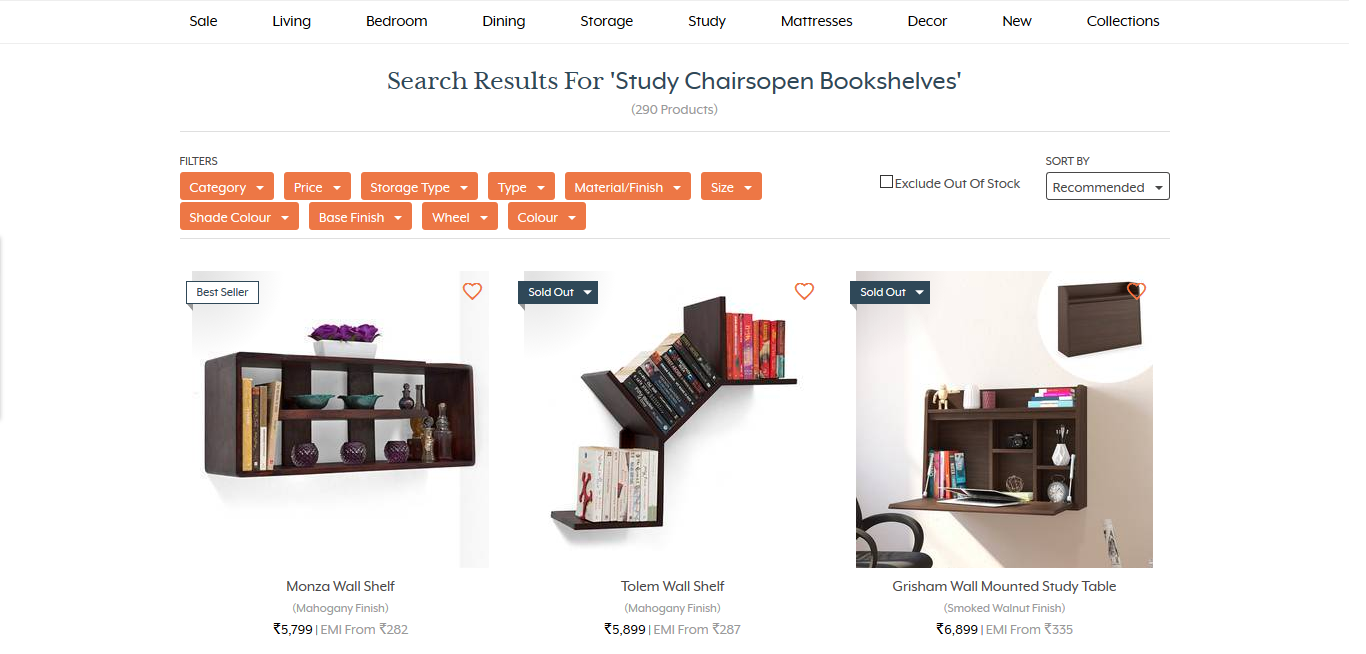 Sale Living Bedroom Dining Storage Study Mattresses Decor New Collections
Search Results For 'Study Chairsopen Bookshelves'
(290 Products)
FILTERS
SORT BY
Category Price Storage Type Type Material/Finish Size
Exclude Out Of Stock
Recommended
Shade Colour Base Finish Wheel Colour
Best Seller
Sold Out
Sold Out
Monza Wall Shelf
(Mahogany Finish)
₹5,799 | EMI From ₹282
Tolem Wall Shelf
(Mahogany Finish)
₹5,899 | EMI From ₹287
Grisham Wall Mounted Study Table
(Smoked Walnut Finish)
₹6,899 | EMI From ₹335